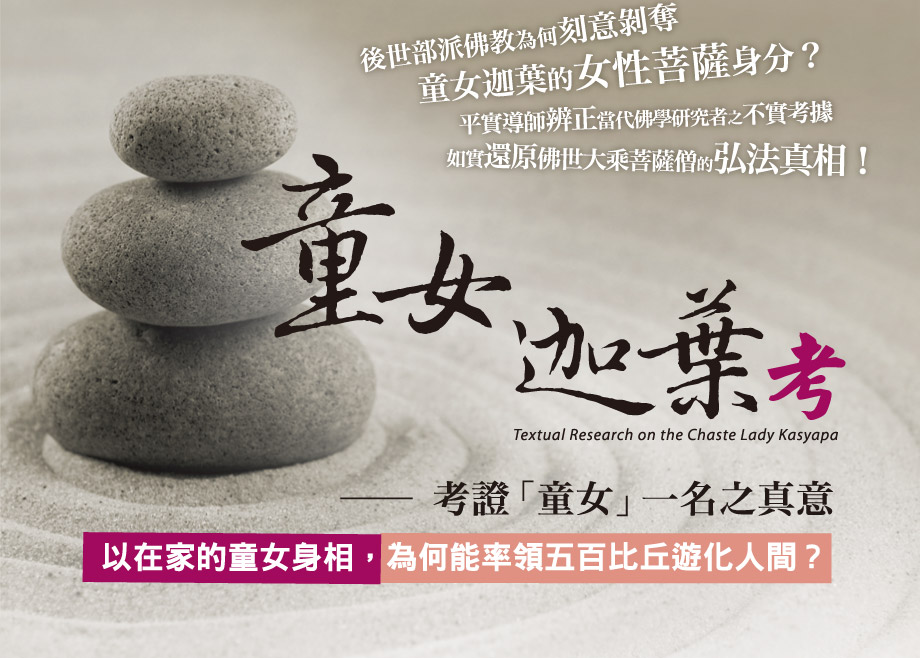 後世部派佛教為何刻意剝奪
童女迦葉的女性菩薩身分？
平實導師辨正當代佛學研究者之不實考據
如實還原佛世大乘菩薩僧的弘法真相！
童女
迦葉考
Textual Research on the Chaste Lady Kasyapa
—— 考證「童女」一名之真意
以在家的童女身相，為何能率領五百比丘遊化人間？